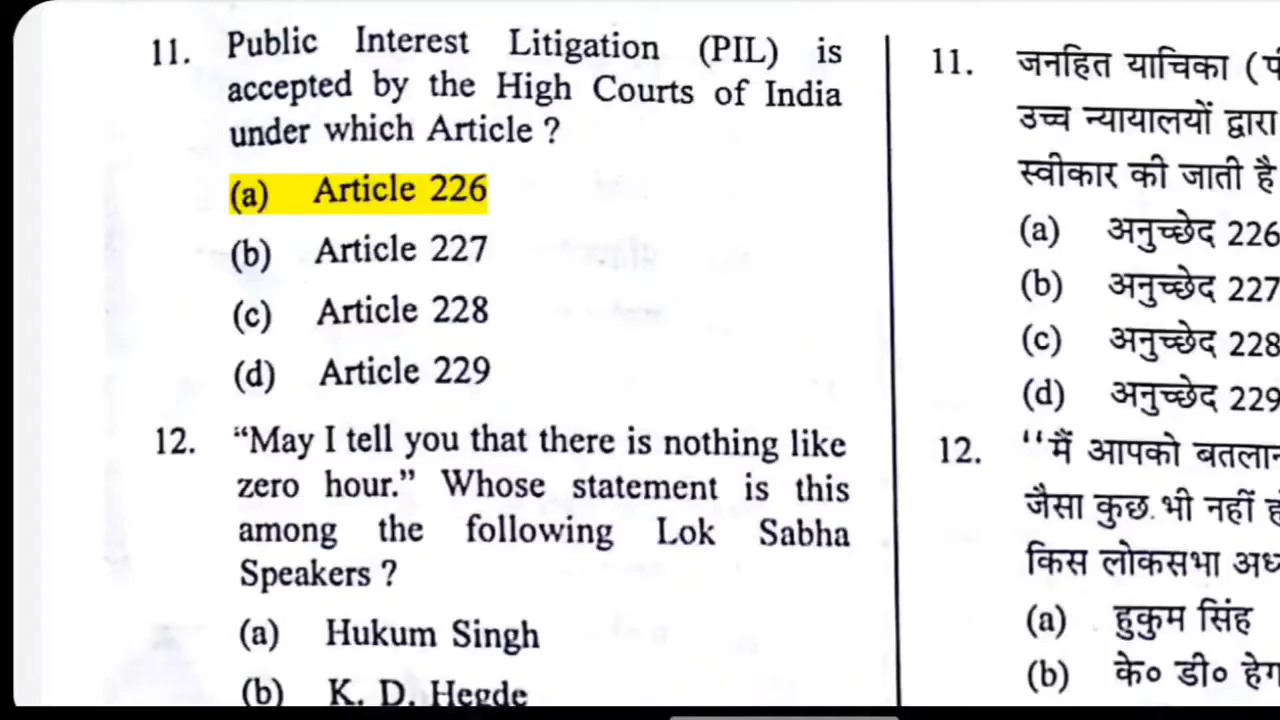 11. Public Interest Litigation (PIL) is
accepted by the High Courts of India
under which Article ?
(a) Article 226
(b) Article 227
(c) Article 228
(d) Article 229
12. “May I tell you that there is nothing like
zero hour.” Whose statement is this
among the following Lok Sabha
Speakers ?
(a) Hukum Singh
(b) K. D. Hegde
11. जनहित याचिका (
उच्च न्यायालयों द्वारा
स्वीकार की जाती है
(a) अनुच्छेद 226
(b) अनुच्छेद 227
(c) अनुच्छेद 228
(d) अनुच्छेद 229
12. ‘‘मैं आपको
जैसा कुछ भी नहीं
किस लोकसभा
(a) हुकुम सिंह
(b) के० डी०